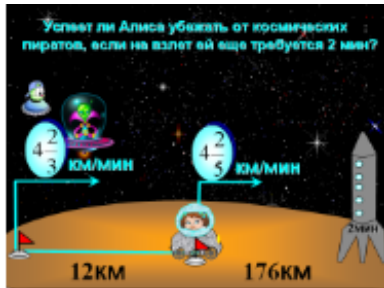 Успеет ли Алиса убежать от космических
пиратов, если на взлет ей еще требуется 2 мин?
4 2/3 км/мин
4 2/5 км/мин
2мин
12км
176км